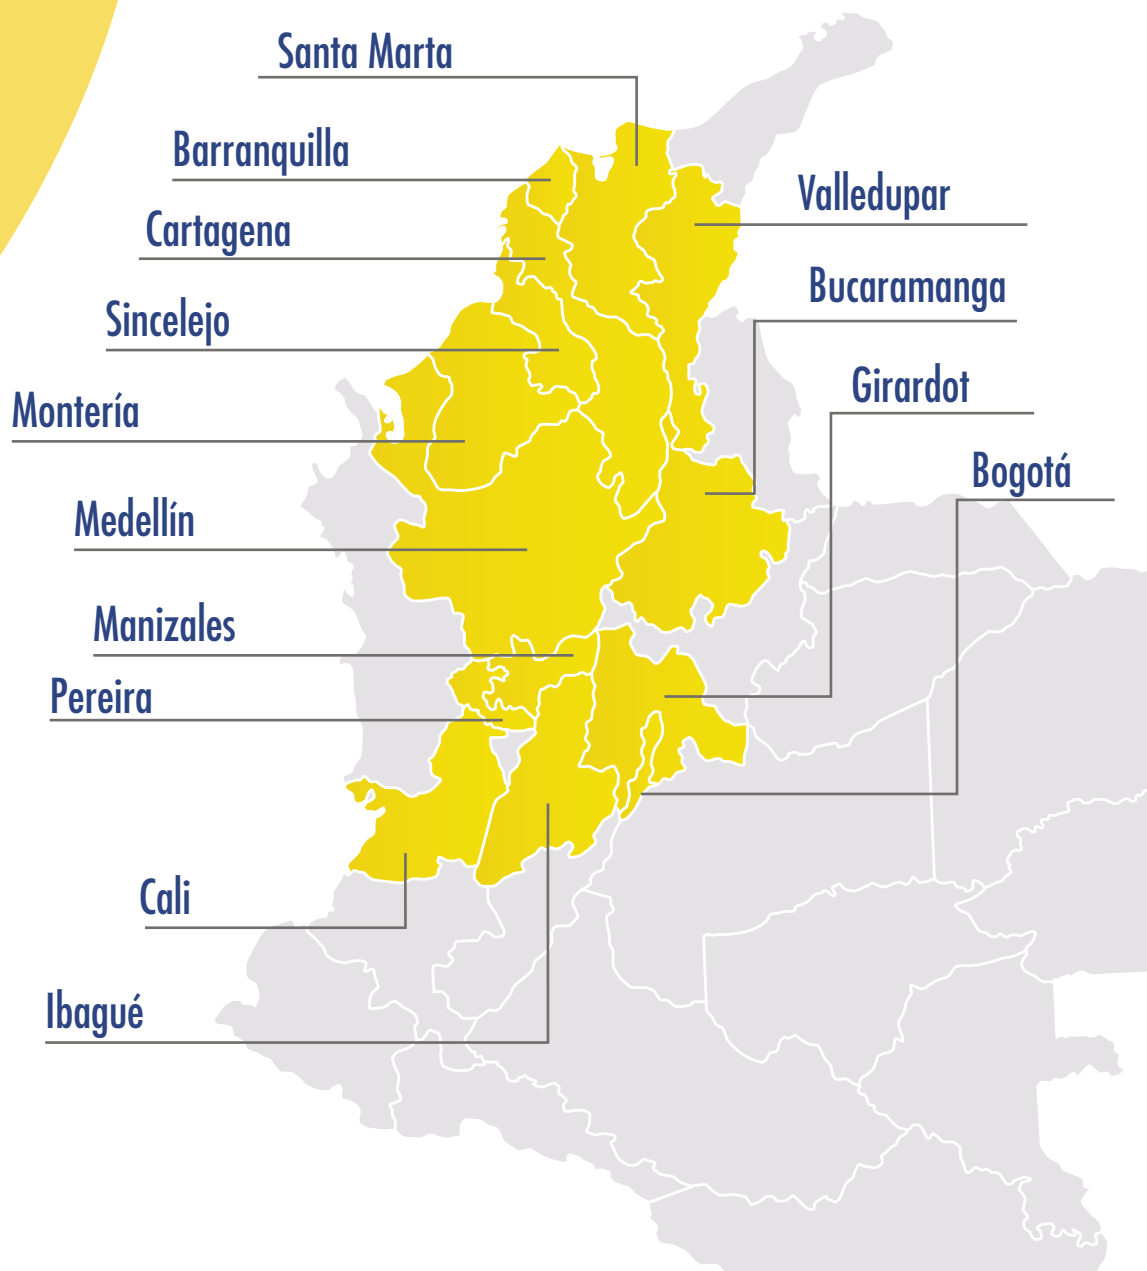 Santa Marta
Barranquilla
Valledupar
Cartagena
Bucaramanga
Sincelejo
Girardot
Montería
Bogotá
Medellín
Manizales
Pereira
Cali
Ibagué